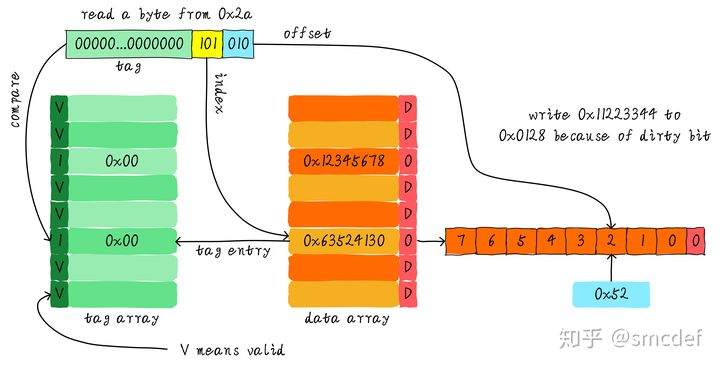 read a byte from 0x2a
00000...0000000 101 010
offset
tag
compare
index
V
V
1 0x00
V
V
1 0x00
V
V
tag array
V means valid
D
D
0x12345678 0
D
D
0x63524130 0
D
D
data array
tag entry
write 0x11223344 to
0x0128 because of dirty bit
7 6 5 4 3 2 1 0 0
0x52
知乎 @smcdef